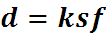 d = ksf